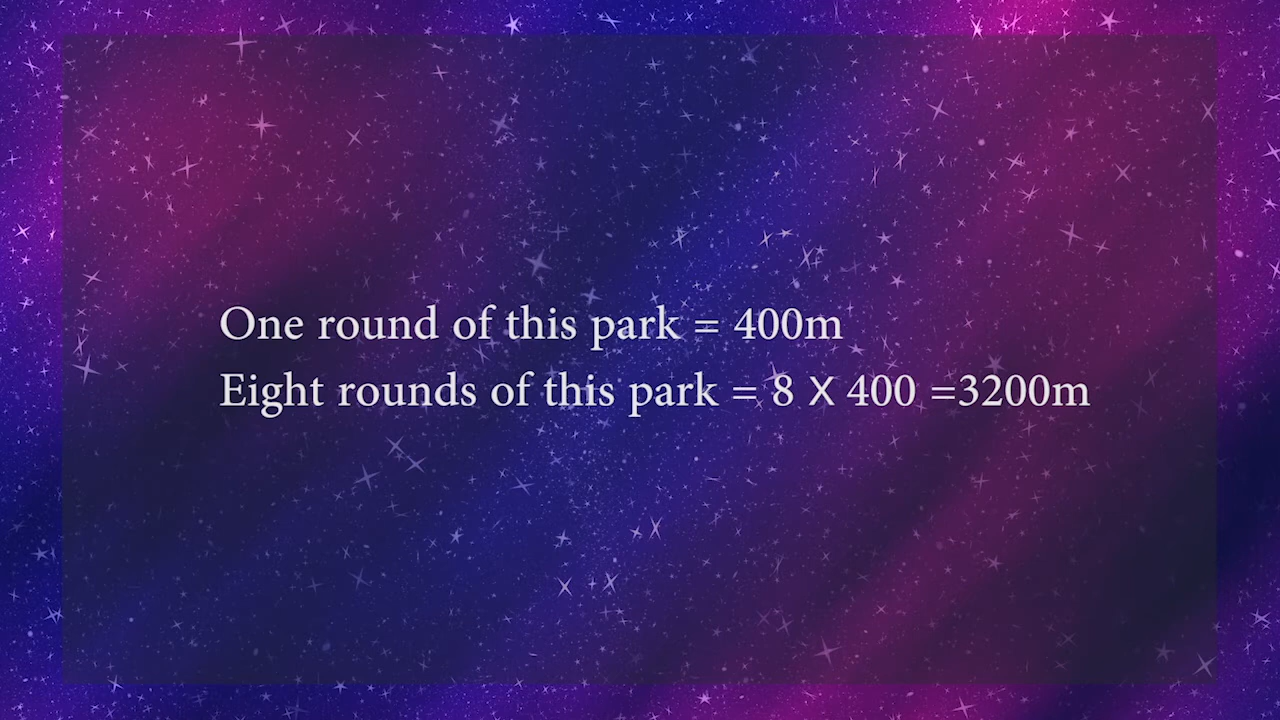 One round of this park = 400m
Eight rounds of this park = 8 X 400 =3200m